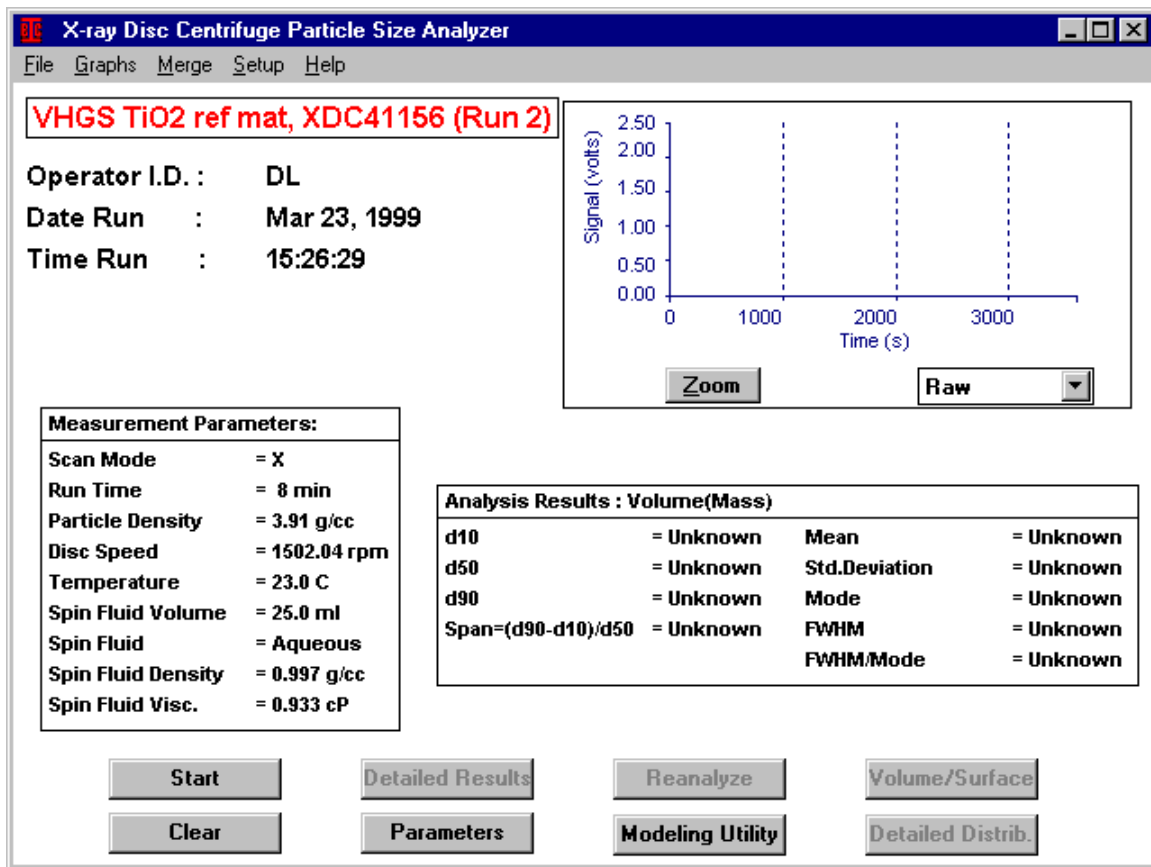 X-ray Disc Centrifuge Particle Size Analyzer
File Graphs Merge Setup Help
VHGS TiO2 ref mat, XDC41156 (Run 2)
Operator I.D. : DL
Date Run : Mar 23, 1999
Time Run : 15:26:29
Signal (volts)
2.50
2.00
1.50
1.00
0.50
0.00
0 1000 2000 3000
Time (s)
Zoom Raw
Measurement Parameters:
Scan Mode = X
Run Time = 8 min
Particle Density = 3.91 g/cc
Disc Speed = 1502.04 rpm
Temperature = 23.0 C
Spin Fluid Volume = 25.0 ml
Spin Fluid = Aqueous
Spin Fluid Density = 0.997 g/cc
Spin Fluid Visc. = 0.933 cP
Analysis Results : Volume(Mass)
d10 = Unknown Mean = Unknown
d50 = Unknown Std.Deviation = Unknown
d90 = Unknown Mode = Unknown
Span=(d90-d10)/d50 = Unknown FWHM = Unknown
FWHM/Mode = Unknown
Start Detailed Results Reanalyze Volume/Surface
Clear Parameters Modeling Utility Detailed Distrib.